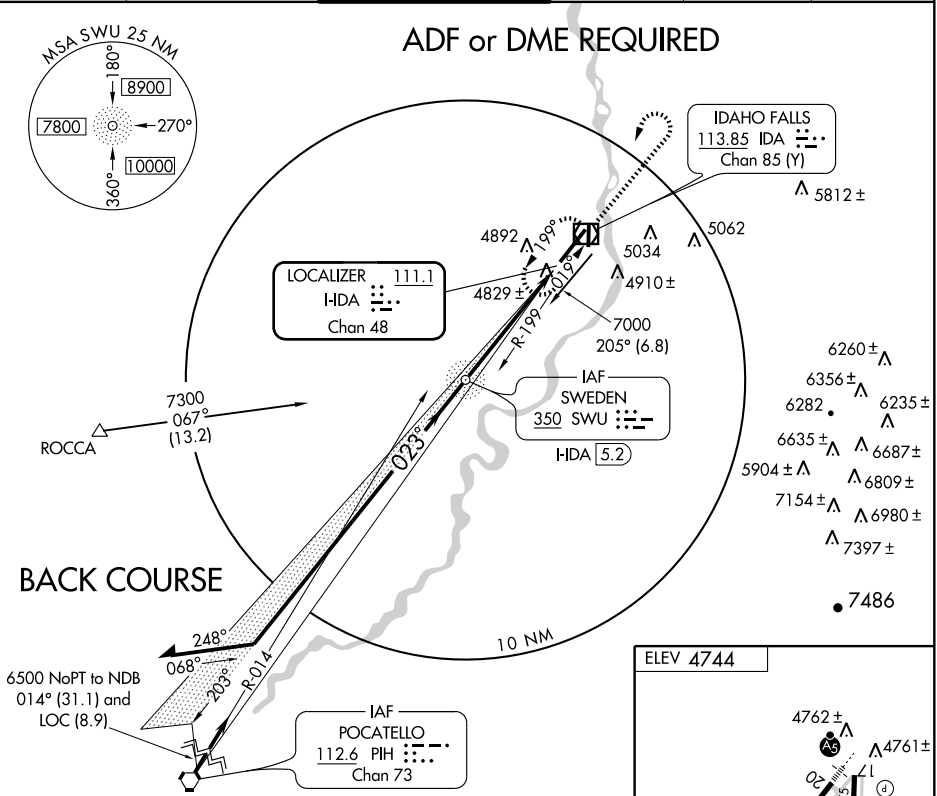 MSA SWU 25 NM
180°
8900
7800
270°
10000
360°
ADF or DME REQUIRED
IDAHO FALLS
113.85 IDA
Chan 85 (Y)
5812 ±
4892
199°
5034
5062
LOCALIZER 111.1
I-IDA
Chan 48
4829 ±
019°
4910 ±
R-199
7000
205° (6.8)
IAF
SWEDEN
350 SWU
I-IDA 5.2
7300
067°
(13.2)
ROCCA
023°
6260 ±
6356 ±
6282
6235 ±
6635 ±
6687 ±
5904 ±
6809 ±
7154 ±
6980 ±
7397 ±
7486
BACK COURSE
10 NM
248°
068°
203°
R-014
6500 NoPT to NDB
014° (31.1) and
LOC (8.9)
IAF
POCATELLO
112.6 PIH
Chan 73
ELEV 4744
4762 ±
A5
4761 ±
20
17
P